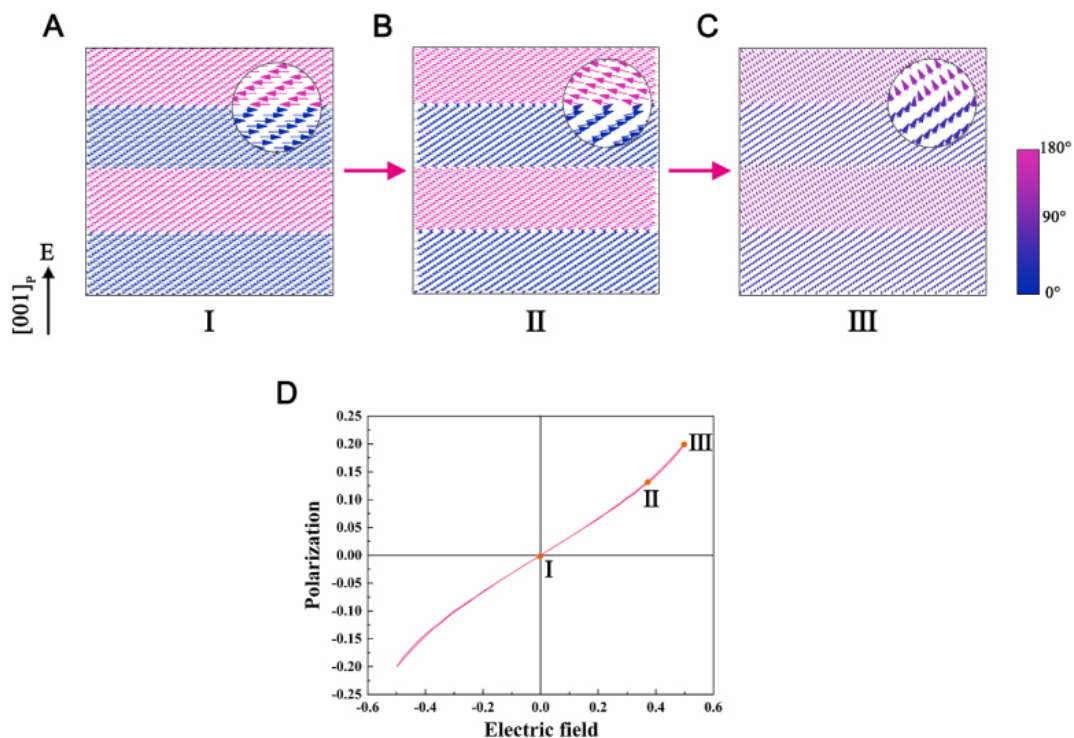 A
B
C
E
[001]P
I
II
III
180°
90°
0°
D
Polarization
0.25
0.20
0.15
0.10
0.05
0.00
-0.05
-0.10
-0.15
-0.20
-0.25
III
II
I
-0.6 -0.4 -0.2 0.0 0.2 0.4 0.6
Electric field